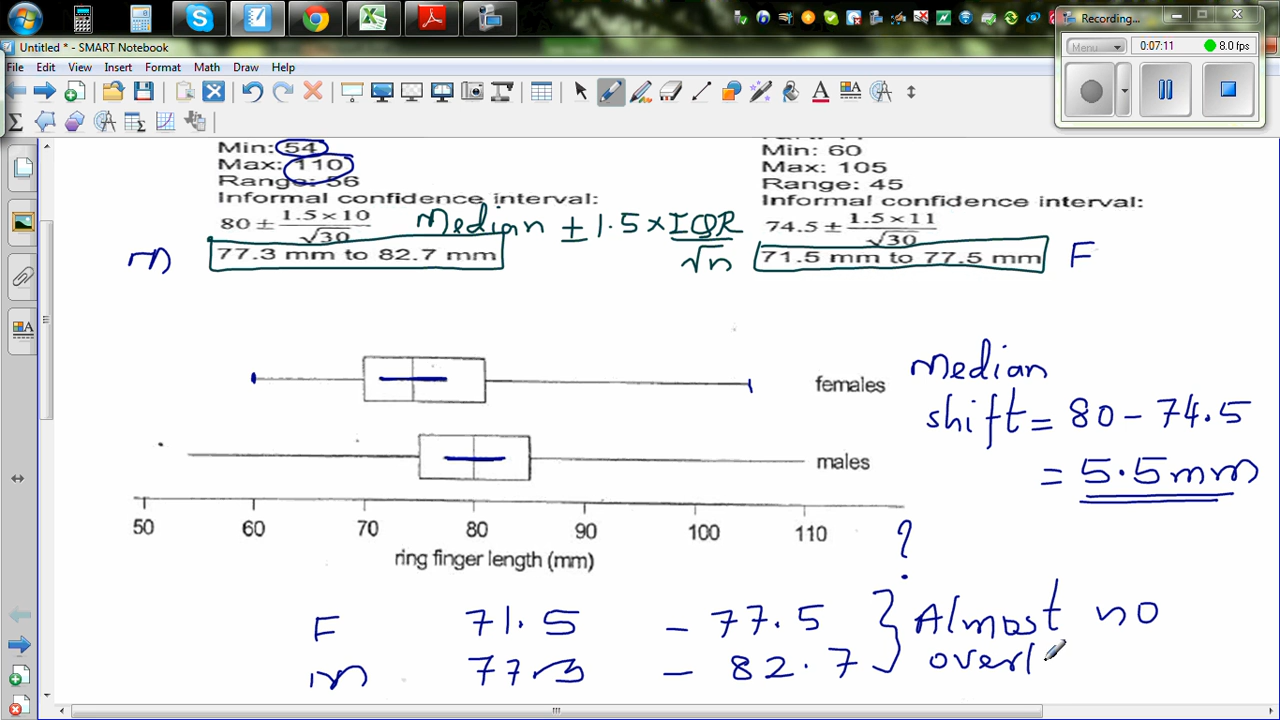 Untitled * - SMART Notebook
Recording...
Menu
0:07:11
8.0 fps
File Edit View Insert Format Math Draw Help
Min: 54
Max: 110
Range: 56
Informal confidence interval:
80 ± 1.5×10
√30
77.3 mm to 82.7 mm
m
Median ± 1.5 × IQR
√n
Min: 60
Max: 105
Range: 45
Informal confidence interval:
74.5 ± 1.5×11
√30
71.5 mm to 77.5 mm
F
females
males
50 60 70 80 90 100 110
ring finger length (mm)
Median
shift = 80 - 74.5
= 5.5mm
?
F 71.5 - 77.5 } Almost no
m 77.3 - 82.7 overl